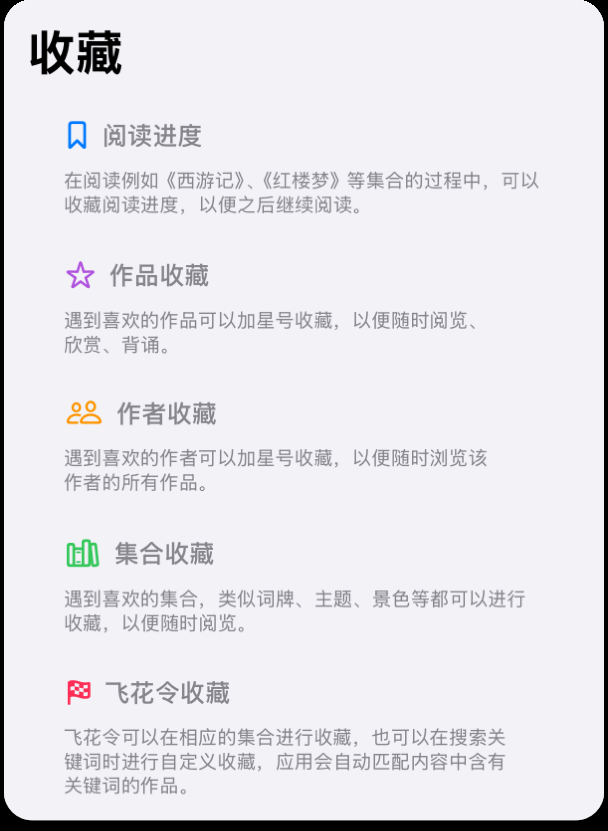 收藏
阅读进度
在阅读例如《西游记》、《红楼梦》等集合的过程中，可以
收藏阅读进度，以便之后继续阅读。
作品收藏
遇到喜欢的作品可以加星号收藏，以便随时阅览、
欣赏、背诵。
作者收藏
遇到喜欢的作者可以加星号收藏，以便随时浏览该
作者的所有作品。
集合收藏
遇到喜欢的集合，类似词牌、主题、景色等都可以进行
收藏，以便随时阅览。
飞花令收藏
飞花令可以在相应的集合进行收藏，也可以在搜索关
键词时进行自定义收藏，应用会自动匹配内容中含有
关键词的作品。